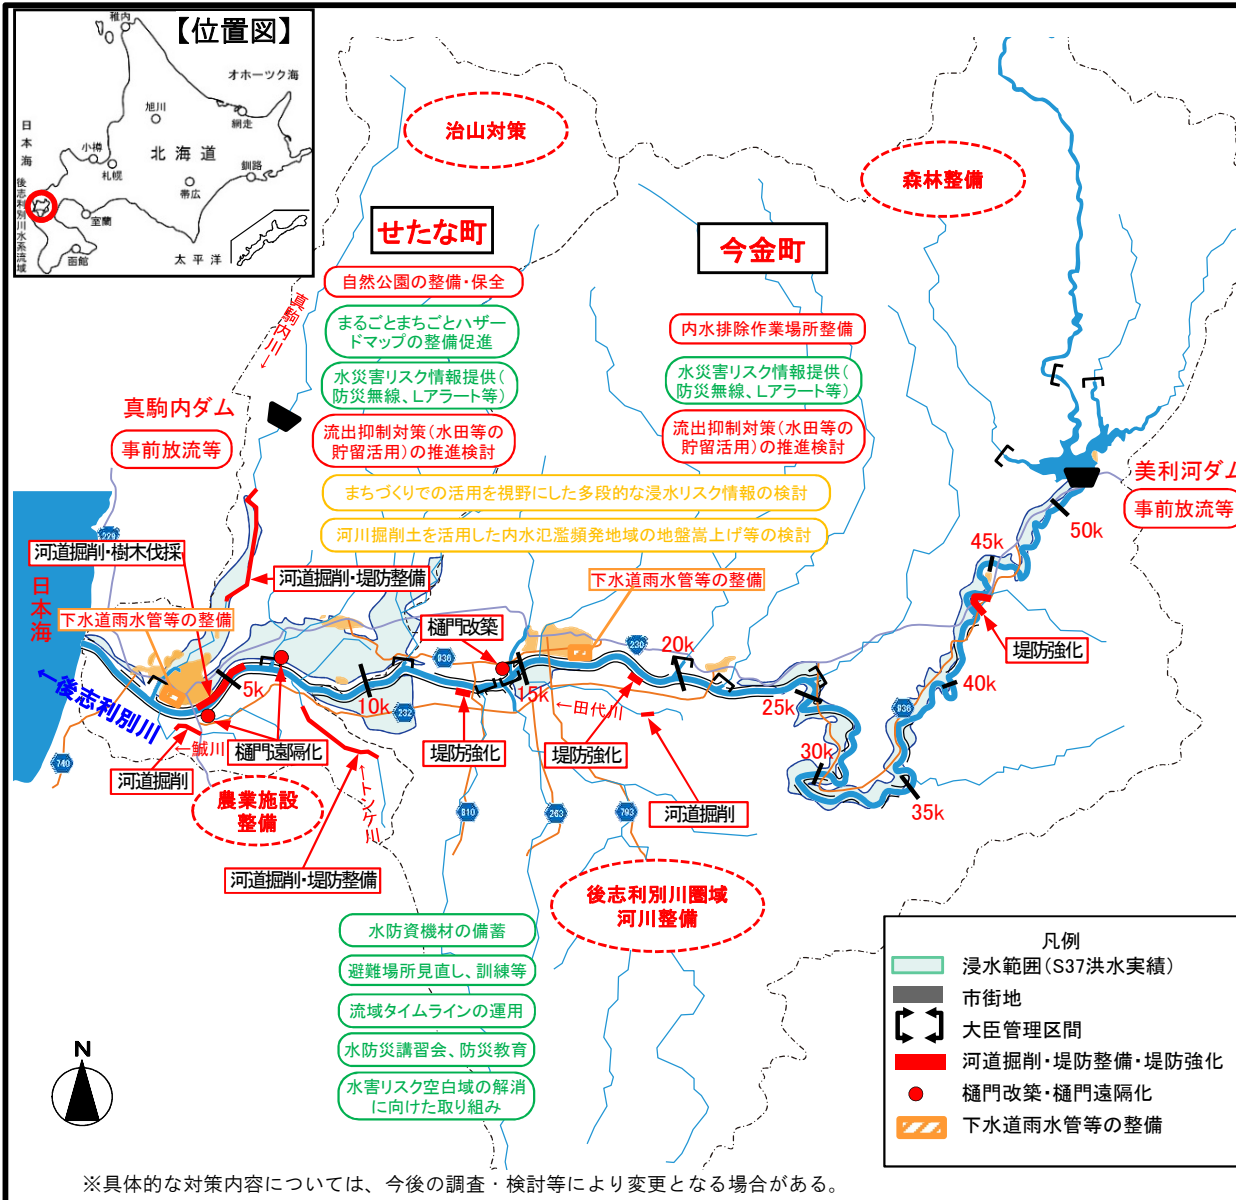 【位置図】
稚内
オホーツク海
旭川
網走
日本海
小樽
札幌
北海道
釧路
帯広
室蘭
函館
太平洋
後志利別川水系流域
治山対策
森林整備
せたな町
今金町
自然公園の整備・保全
まるごとまちごとハザー
ドマップの整備促進
水災害リスク情報提供(
防災無線、Lアラート等)
流出抑制対策(水田等の
貯留活用)の推進検討
内水排除作業場所整備
水災害リスク情報提供(
防災無線、Lアラート等)
流出抑制対策(水田等の
貯留活用)の推進検討
真駒内川→
真駒内ダム
事前放流等
美利河ダム
事前放流等
まちづくりでの活用を視野にした多段的な浸水リスク情報の検討
河川掘削土を活用した内水氾濫頻発地域の地盤嵩上げ等の検討
229
河道掘削・樹木伐採
河道掘削・堤防整備
下水道雨水管等の整備
下水道雨水管等の整備
日本海
樋門改築
堤防強化
936
230
20k
45k
50k
5k
10k
15k
25k
40k
30k
35k
936
232
740
←後志利別川
←田代川
←鰔川
←トンケ川
河道掘削
樋門遠隔化
堤防強化
堤防強化
河道掘削
農業施設
整備
810
263
793
河道掘削・堤防整備
後志利別川圏域
河川整備
水防資機材の備蓄
避難場所見直し、訓練等
流域タイムラインの運用
水防災講習会、防災教育
水害リスク空白域の解消
に向けた取り組み
N
凡例
浸水範囲(S37洪水実績)
市街地
大臣管理区間
河道掘削・堤防整備・堤防強化
樋門改築・樋門遠隔化
下水道雨水管等の整備
※具体的な対策内容については、今後の調査・検討等により変更となる場合がある。